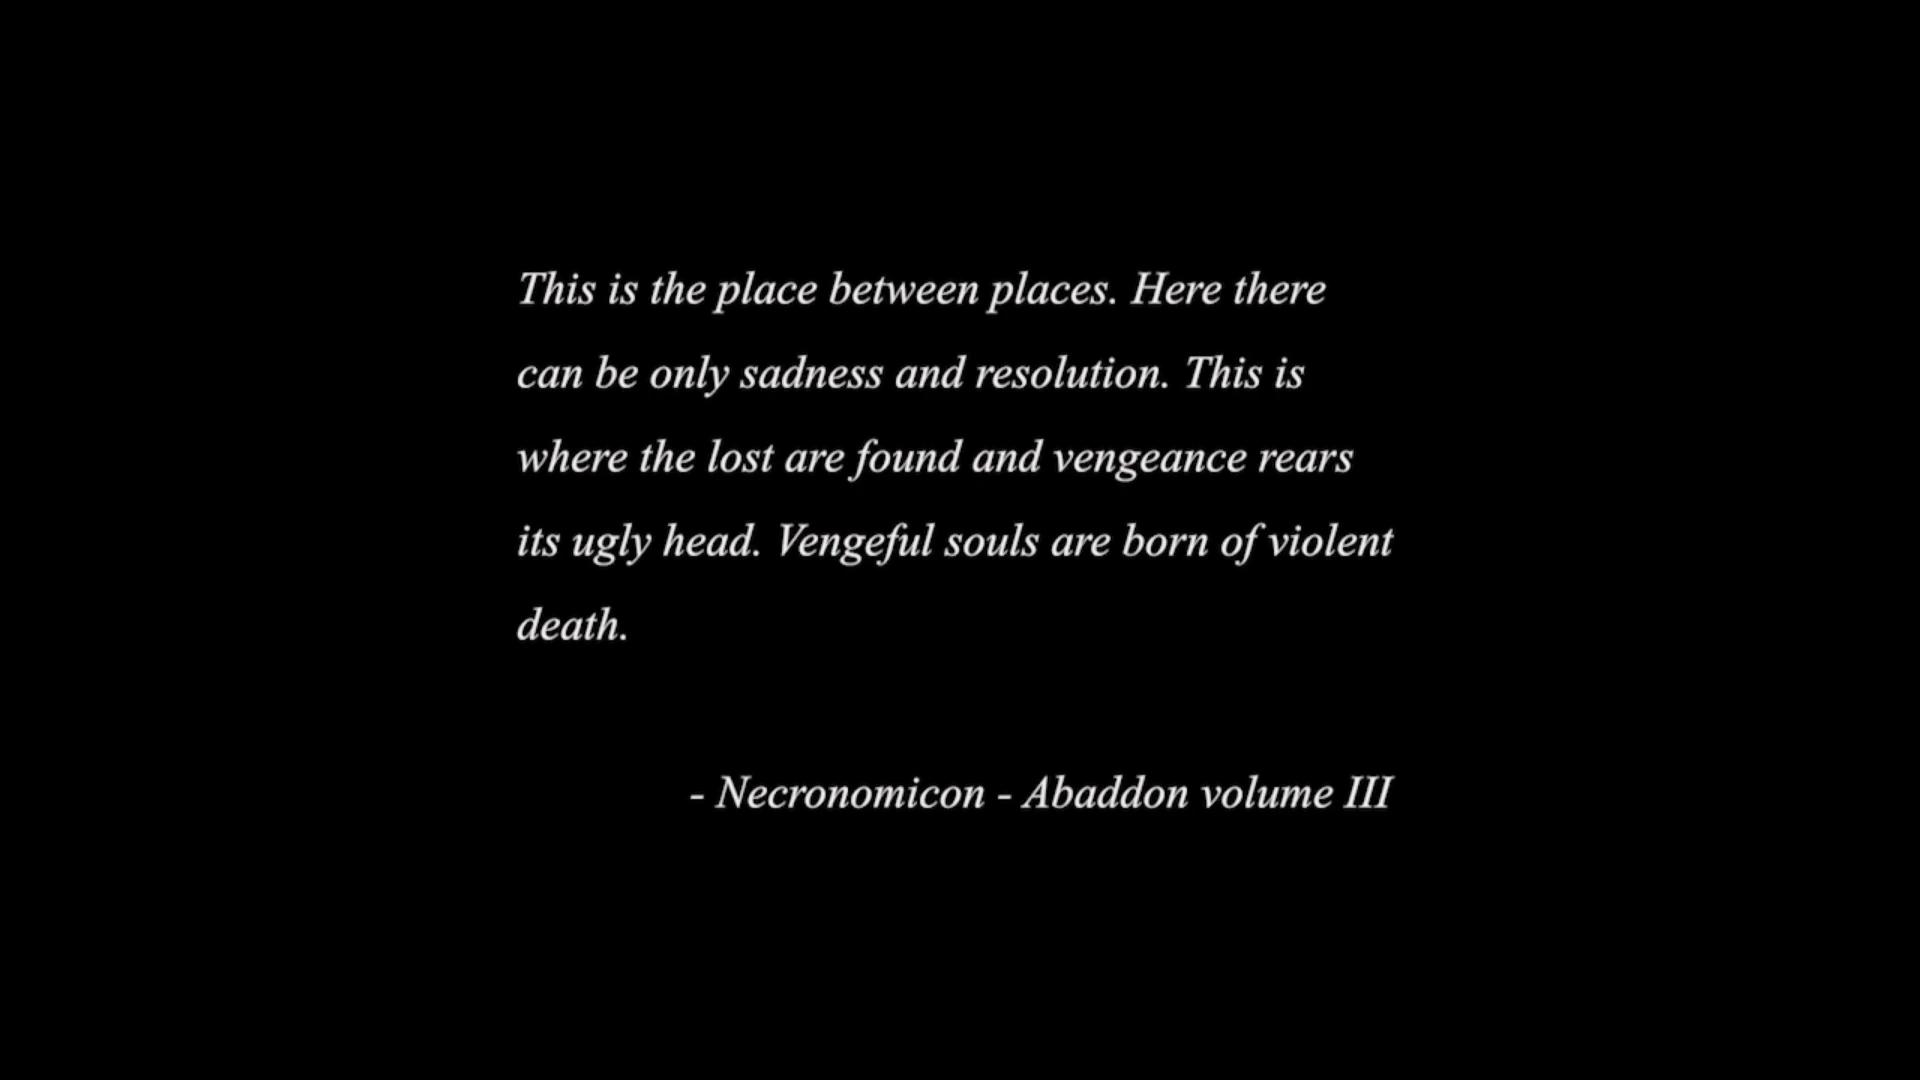 This is the place between places. Here there
can be only sadness and resolution. This is
where the lost are found and vengeance rears
its ugly head. Vengeful souls are born of violent
death.
- Necronomicon - Abaddon volume III